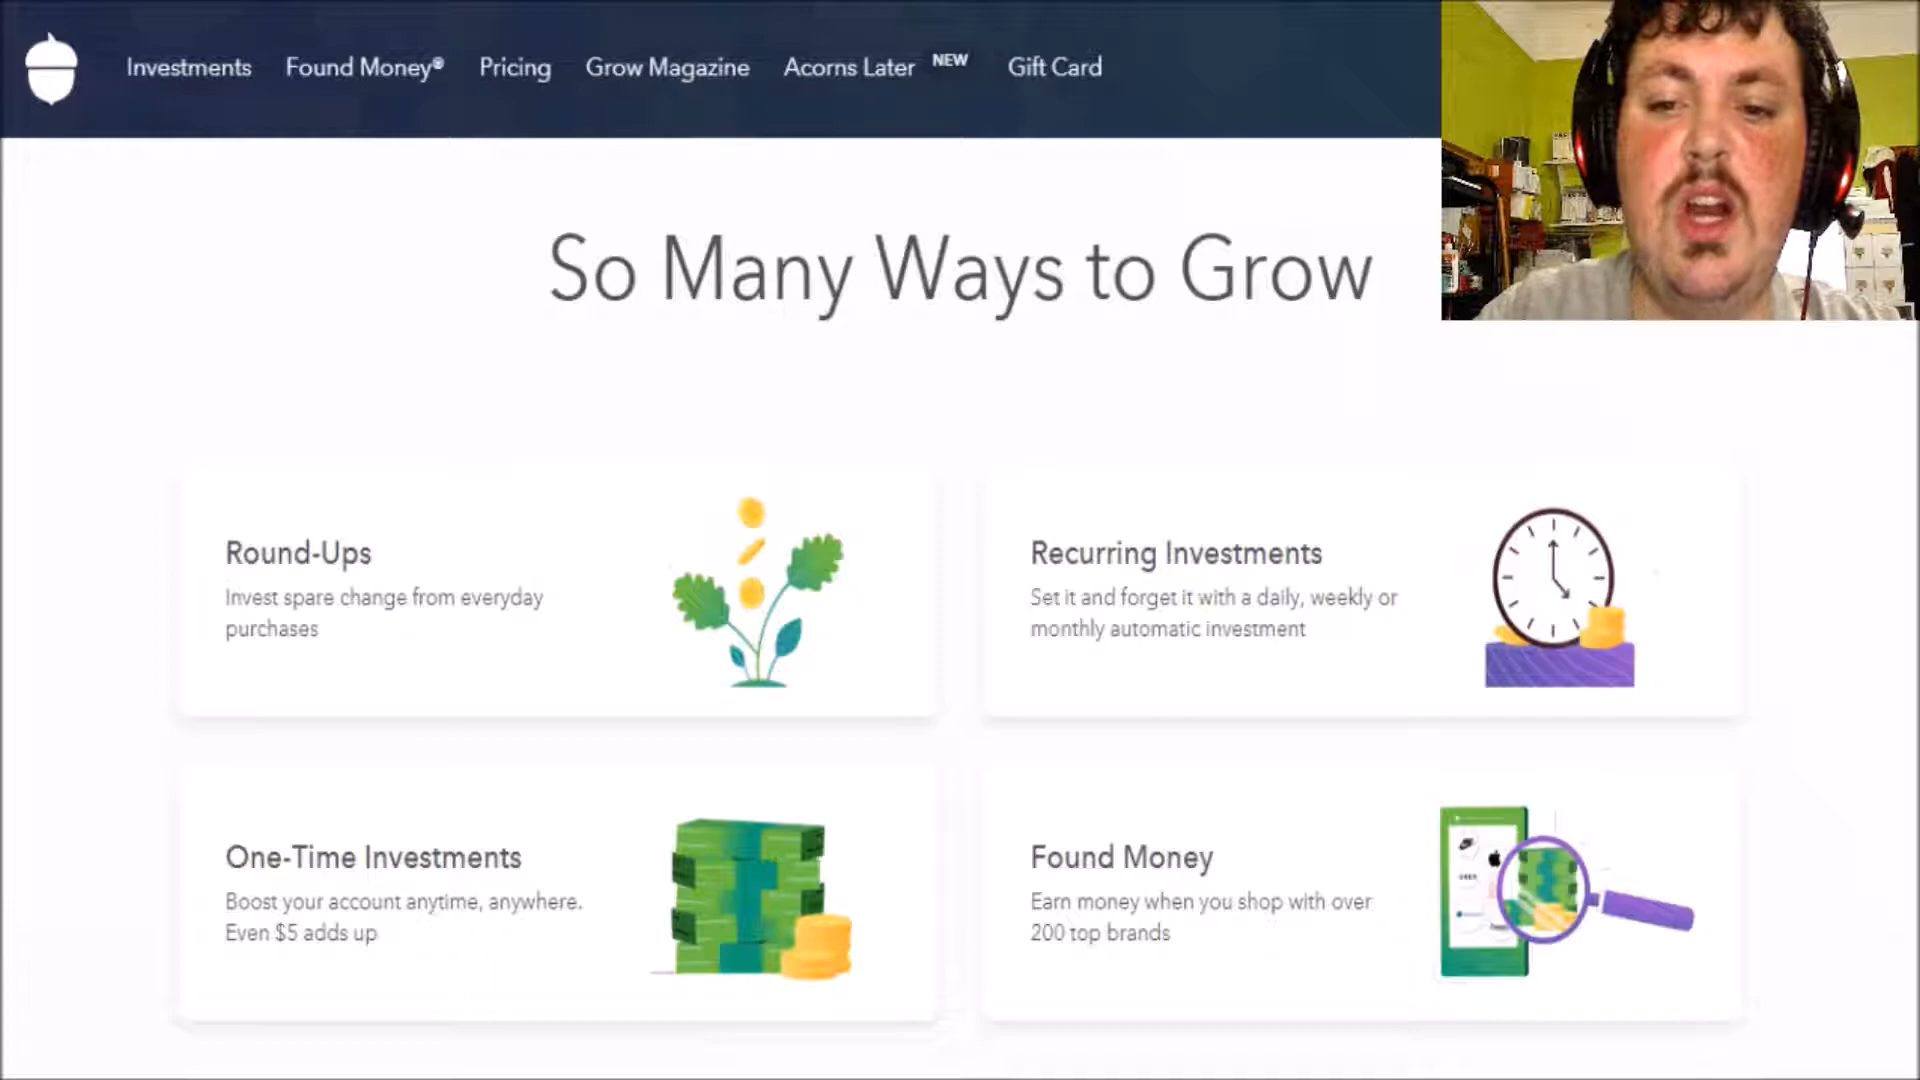 Investments Found Money® Pricing Grow Magazine Acorns Later NEW Gift Card
So Many Ways to Grow
Round-Ups
Invest spare change from everyday
purchases
Recurring Investments
Set it and forget it with a daily, weekly or
monthly automatic investment
One-Time Investments
Boost your account anytime, anywhere.
Even $5 adds up
Found Money
Earn money when you shop with over
200 top brands